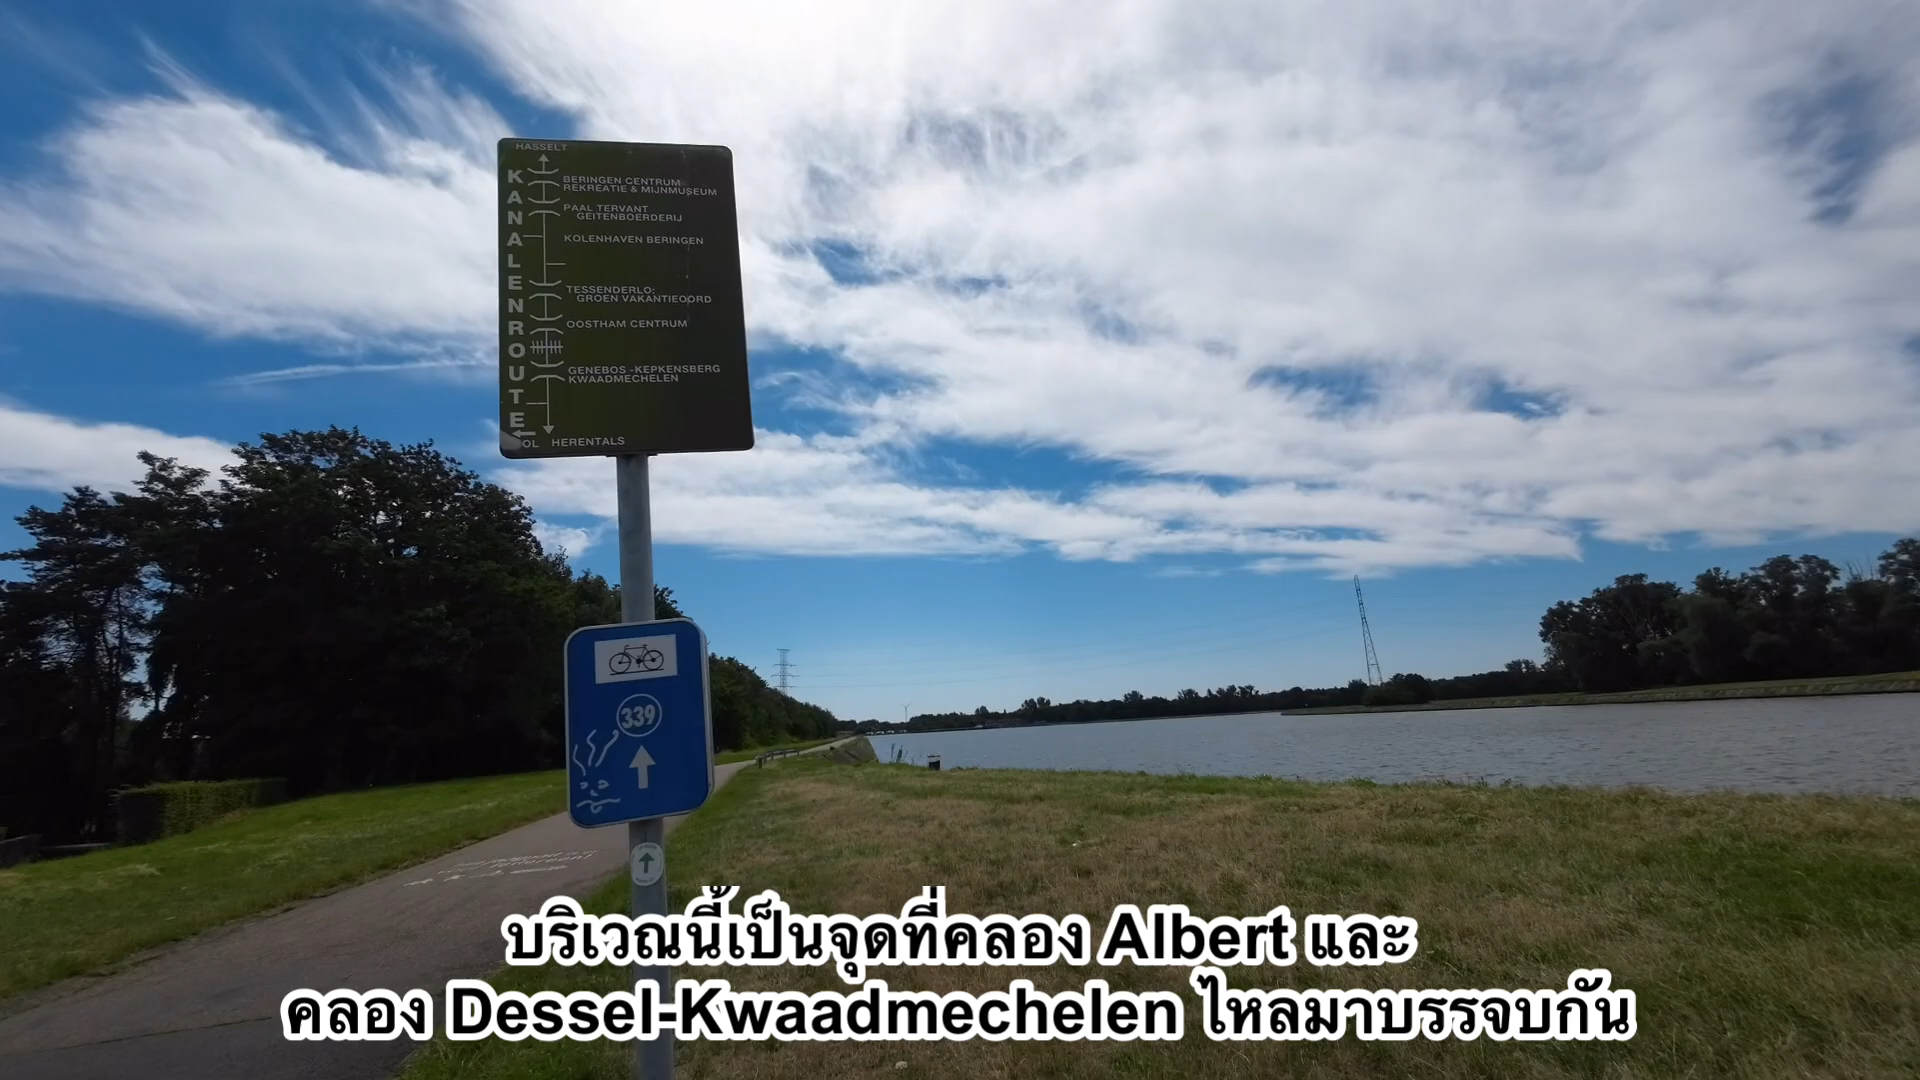 HASSELT
KANALENROUTE
BERINGEN CENTRUM
REKREATIE & MIJNMUSEUM
PAAL TERVANT
GEITENBOERDERIJ
KOLENHAVEN BERINGEN
TESSENDERLO:
GROEN VAKANTIEOORD
OOSTHAM CENTRUM
GENEBOS-KEPKENSBERG
KWAADMECHELEN
HERENTALS
339
บริเวณนี้เป็นจุดที่คลอง Albert และ
คลอง Dessel-Kwaadmechelen ไหลมาบรรจบกัน